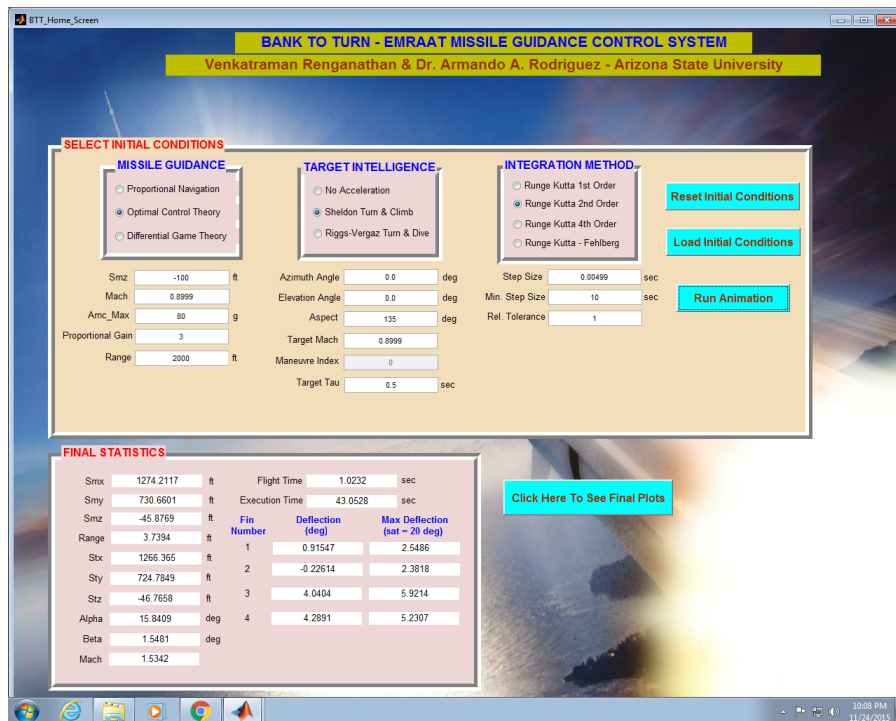 BTT_Home_Screen
BANK TO TURN - EMRAAT MISSILE GUIDANCE CONTROL SYSTEM
Venkatraman Renganathan & Dr. Armando A. Rodriguez - Arizona State University
SELECT INITIAL CONDITIONS
MISSILE GUIDANCE
Proportional Navigation
Optimal Control Theory
Differential Game Theory
Smz -100 ft
Mach 0.8999
Amc_Max 80 g
Proportional Gain 3
Range 2000 ft
TARGET INTELLIGENCE
No Acceleration
Sheldon Turn & Climb
Riggs-Vergaz Turn & Dive
Azimuth Angle 0.0 deg
Elevation Angle 0.0 deg
Aspect 135 deg
Target Mach 0.8999
Maneuvre Index 0
Target Tau 0.5 sec
INTEGRATION METHOD
Runge Kutta 1st Order
Runge Kutta 2nd Order
Runge Kutta 4th Order
Runge Kutta - Fehlberg
Step Size 0.00499 sec
Min. Step Size 10 sec
Rel. Tolerance 1
Reset Initial Conditions
Load Initial Conditions
Run Animation
FINAL STATISTICS
Smx 1274.2117 ft
Smy 730.6601 ft
Smz -45.8769 ft
Range 3.7394 ft
Stx 1266.365 ft
Sty 724.7849 ft
Stz -46.7658 ft
Alpha 15.8409 deg
Beta 1.5481 deg
Mach 1.5342
Flight Time 1.0232 sec
Execution Time 43.0528 sec
Fin Deflection Max Deflection
Number (deg) (sat = 20 deg)
1 0.91547 2.5486
2 -0.22614 2.3818
3 4.0404 5.9214
4 4.2891 5.2307
Click Here To See Final Plots
10:08 PM
11/24/2015